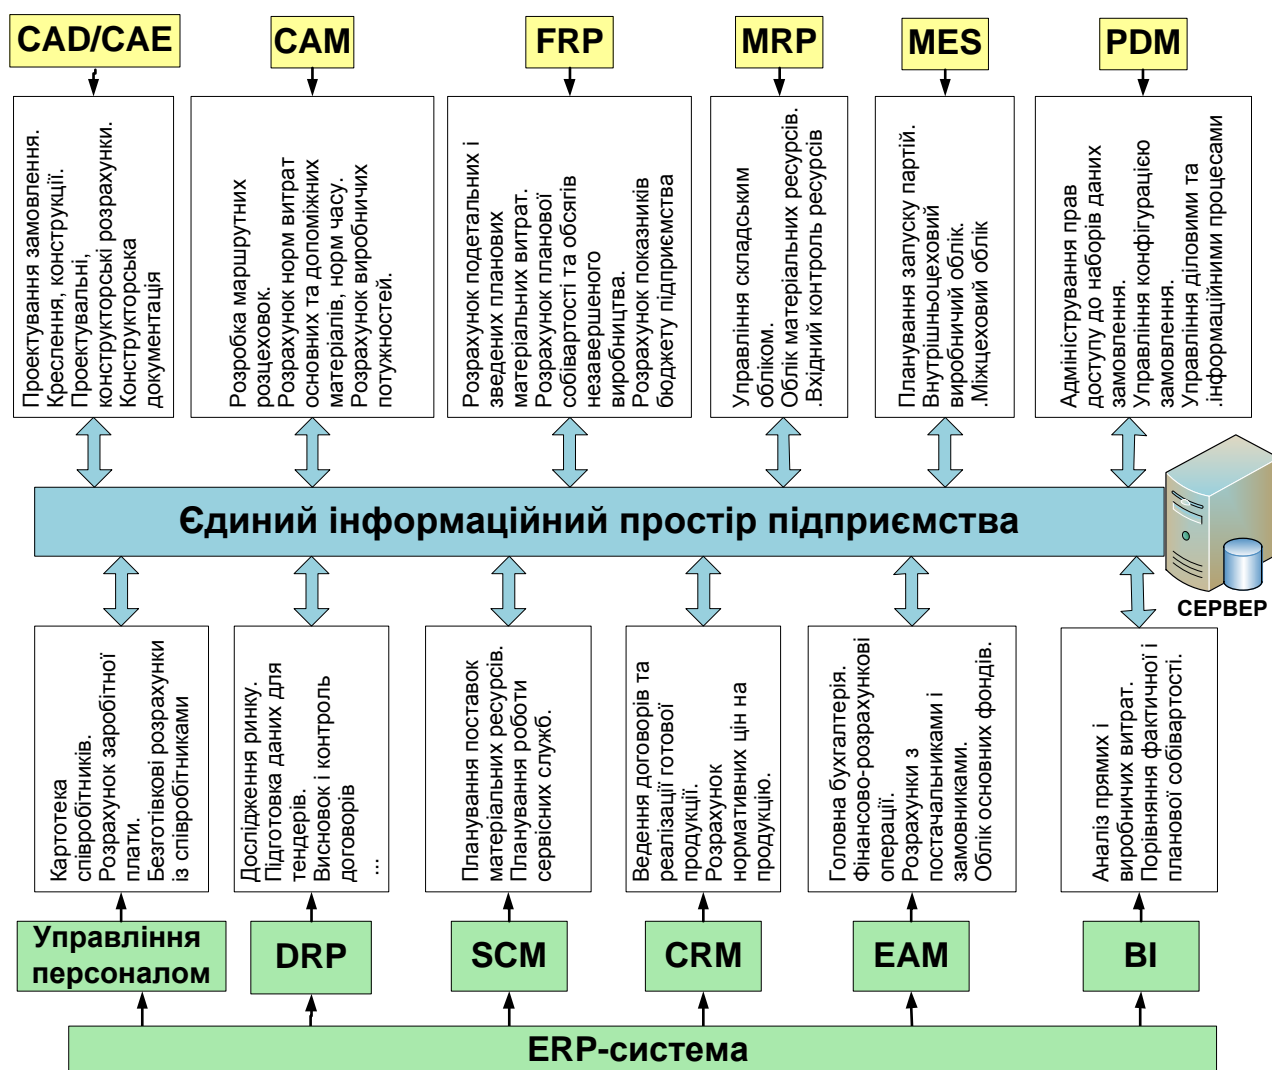 CAD/CAE
CAM
FRP
MRP
MES
PDM
Проектування замовлення.
Креслення, конструкції.
Проектувальні,
конструкторські розрахунки.
Конструкторська
документація
Розробка маршрутних
розцеховок.
Розрахунок норм витрат
основних та допоміжних
матеріалів, норм часу.
Розрахунок виробничих
потужностей.
Розрахунок подетальних і
зведених планових
матеріальних витрат.
Розрахунок планової
собівартості та обсягів
незавершеного
виробництва.
Розрахунок показників
бюджету підприємства
Управління складським
обліком.
Облік матеріальних ресурсів.
.Вхідний контроль ресурсів
Планування запуску партій.
Внутрішньоцеховий
виробничий облік.
.Міжцеховий облік
Адміністрування прав
доступу до наборів даних
замовлення.
Управління конфігурацією
замовлення.
Управління діловими та
.інформаційними процесами
Єдиний інформаційний простір підприємства
СЕРВЕР
Картотека
співробітників.
Розрахунок заробітної
плати.
Безготівкові розрахунки
із співробітниками
Дослідження ринку.
Підготовка даних для
тендерів.
Висновок і контроль
договорів
...
Планування поставок
матеріальних ресурсів.
Планування роботи
сервісних служб.
Ведення договорів та
реалізації готової
продукції.
Розрахунок
нормативних цін на
продукцію.
Головна бухгалтерія.
Фінансово-розрахункові
операції.
Розрахунки з
постачальниками і
замовниками.
Облік основних фондів.
Аналіз прямих і
виробничих витрат.
Порівняння фактичної і
планової собівартості.
Управління
персоналом
DRP
SCM
CRM
EAM
BI
ERP-система